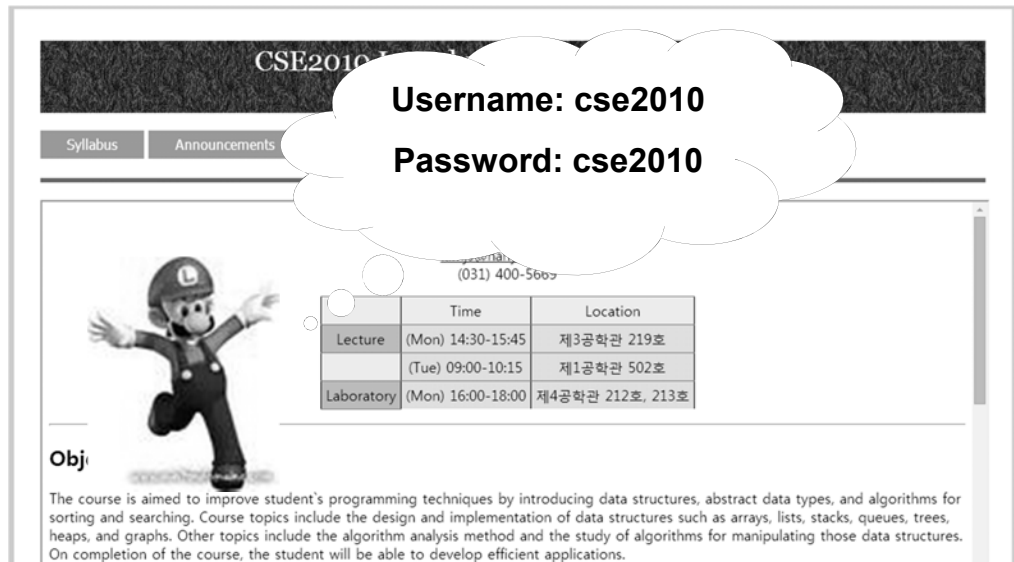 CSE2010
Username: cse2010
Password: cse2010
Syllabus
Announcements
(031) 400-5669
Time Location
Lecture (Mon) 14:30-15:45 제3공학관 219호
(Tue) 09:00-10:15 제1공학관 502호
Laboratory (Mon) 16:00-18:00 제4공학관 212호, 213호
L
The course is aimed to improve student`s programming techniques by introducing data structures, abstract data types, and algorithms for
sorting and searching. Course topics include the design and implementation of data structures such as arrays, lists, stacks, queues, trees,
heaps, and graphs. Other topics include the algorithm analysis method and the study of algorithms for manipulating those data structures.
On completion of the course, the student will be able to develop efficient applications.